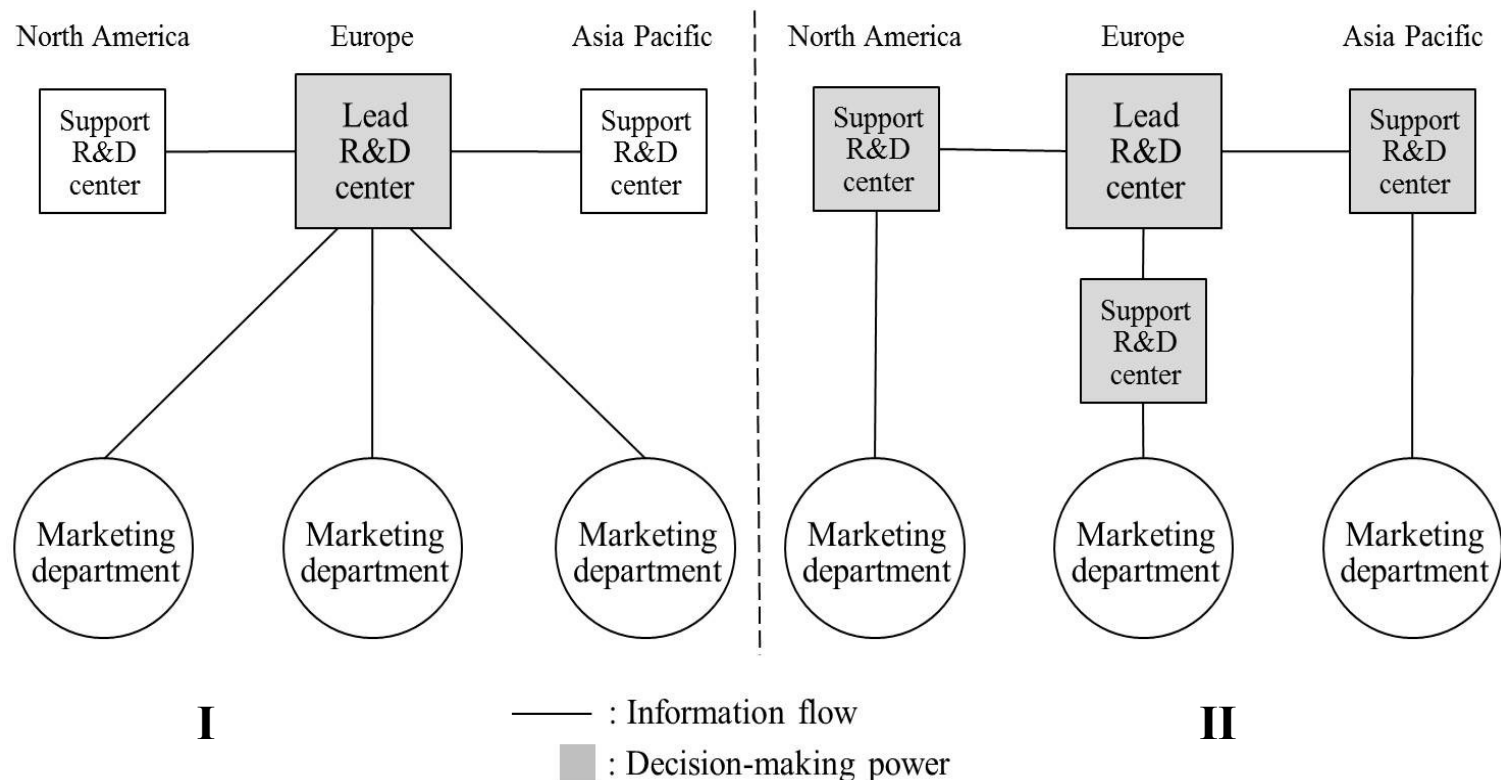 North America
Europe
Asia Pacific
Support
R&D
center
Lead
R&D
center
Support
R&D
center
Marketing
department
Marketing
department
Marketing
department
I
North America
Europe
Asia Pacific
Support
R&D
center
Lead
R&D
center
Support
R&D
center
Support
R&D
center
Marketing
department
Marketing
department
Marketing
department
II
: Information flow
: Decision-making power